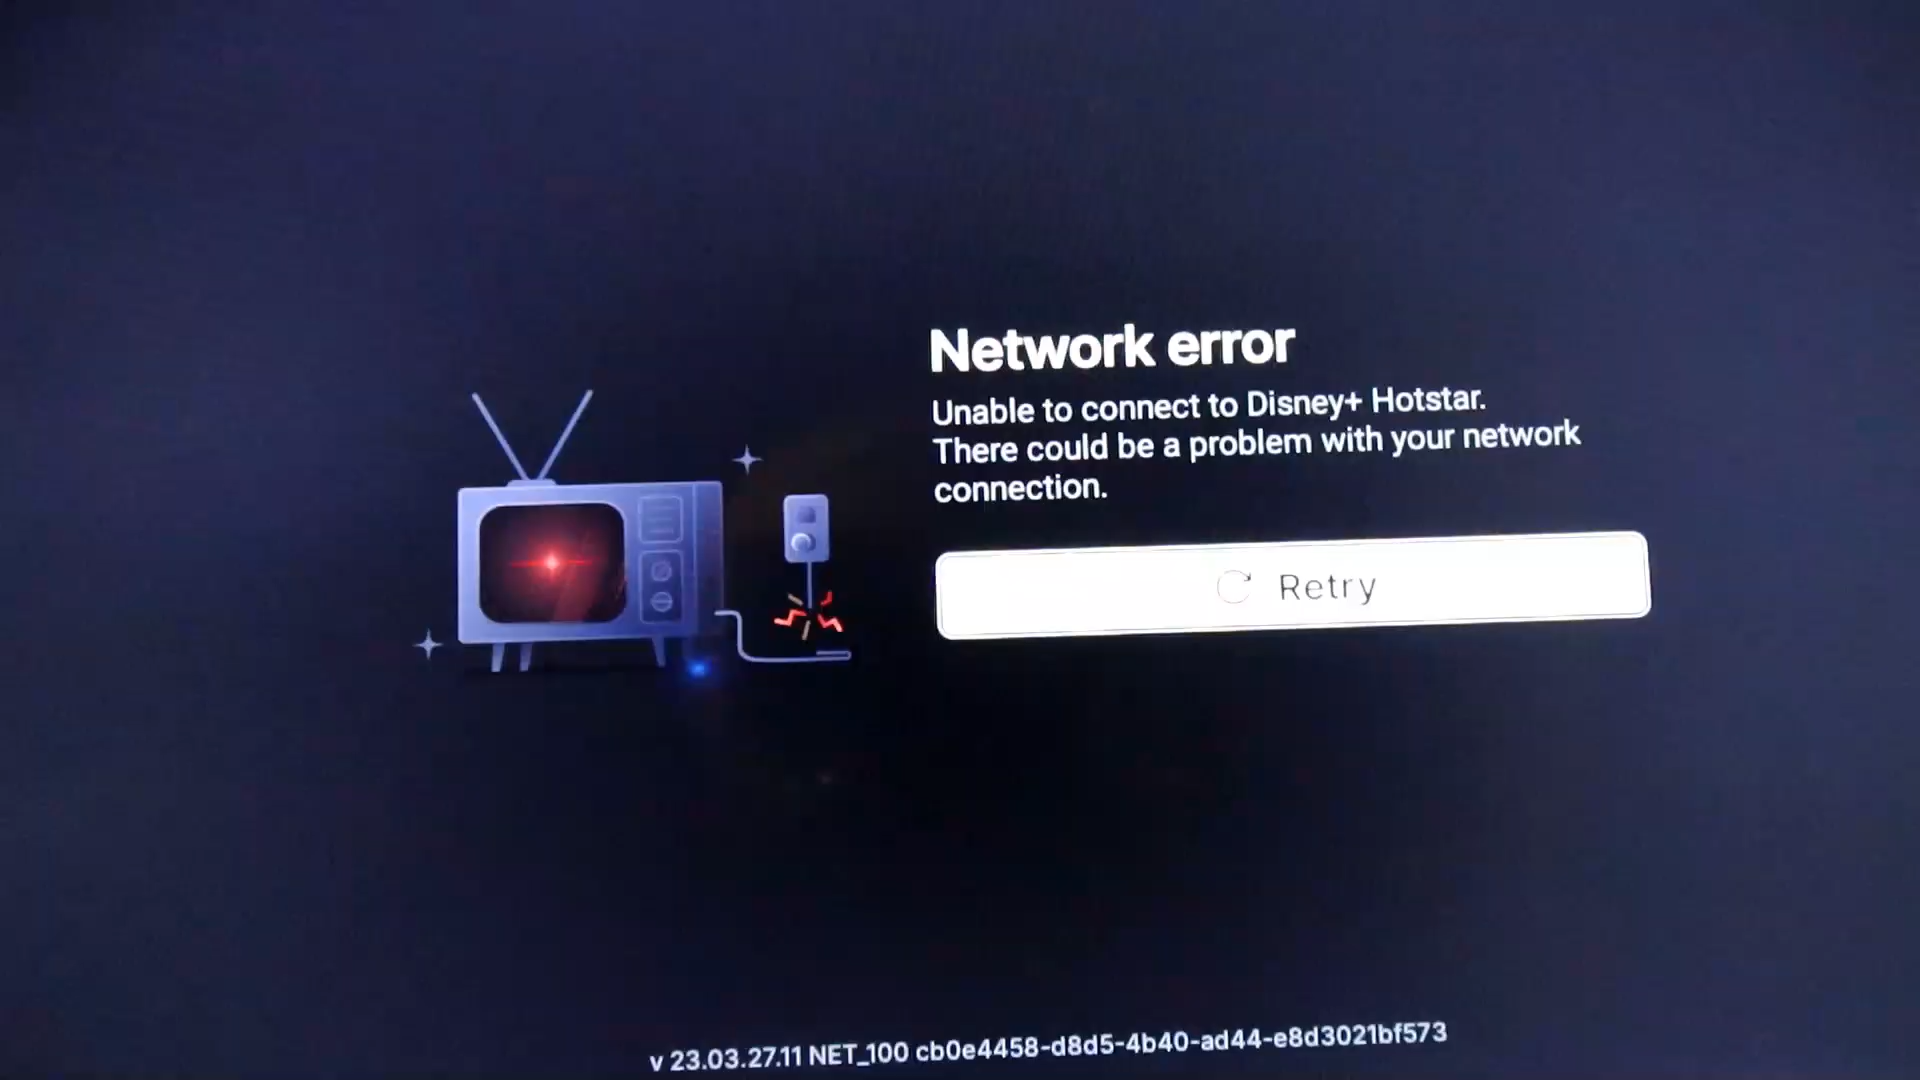 Network error
Unable to connect to Disney+ Hotstar.
There could be a problem with your network
connection.
Retry
v 23.03.27.11 NET_100 cb0e4458-d8d5-4b40-ad44-e8d3021bf573